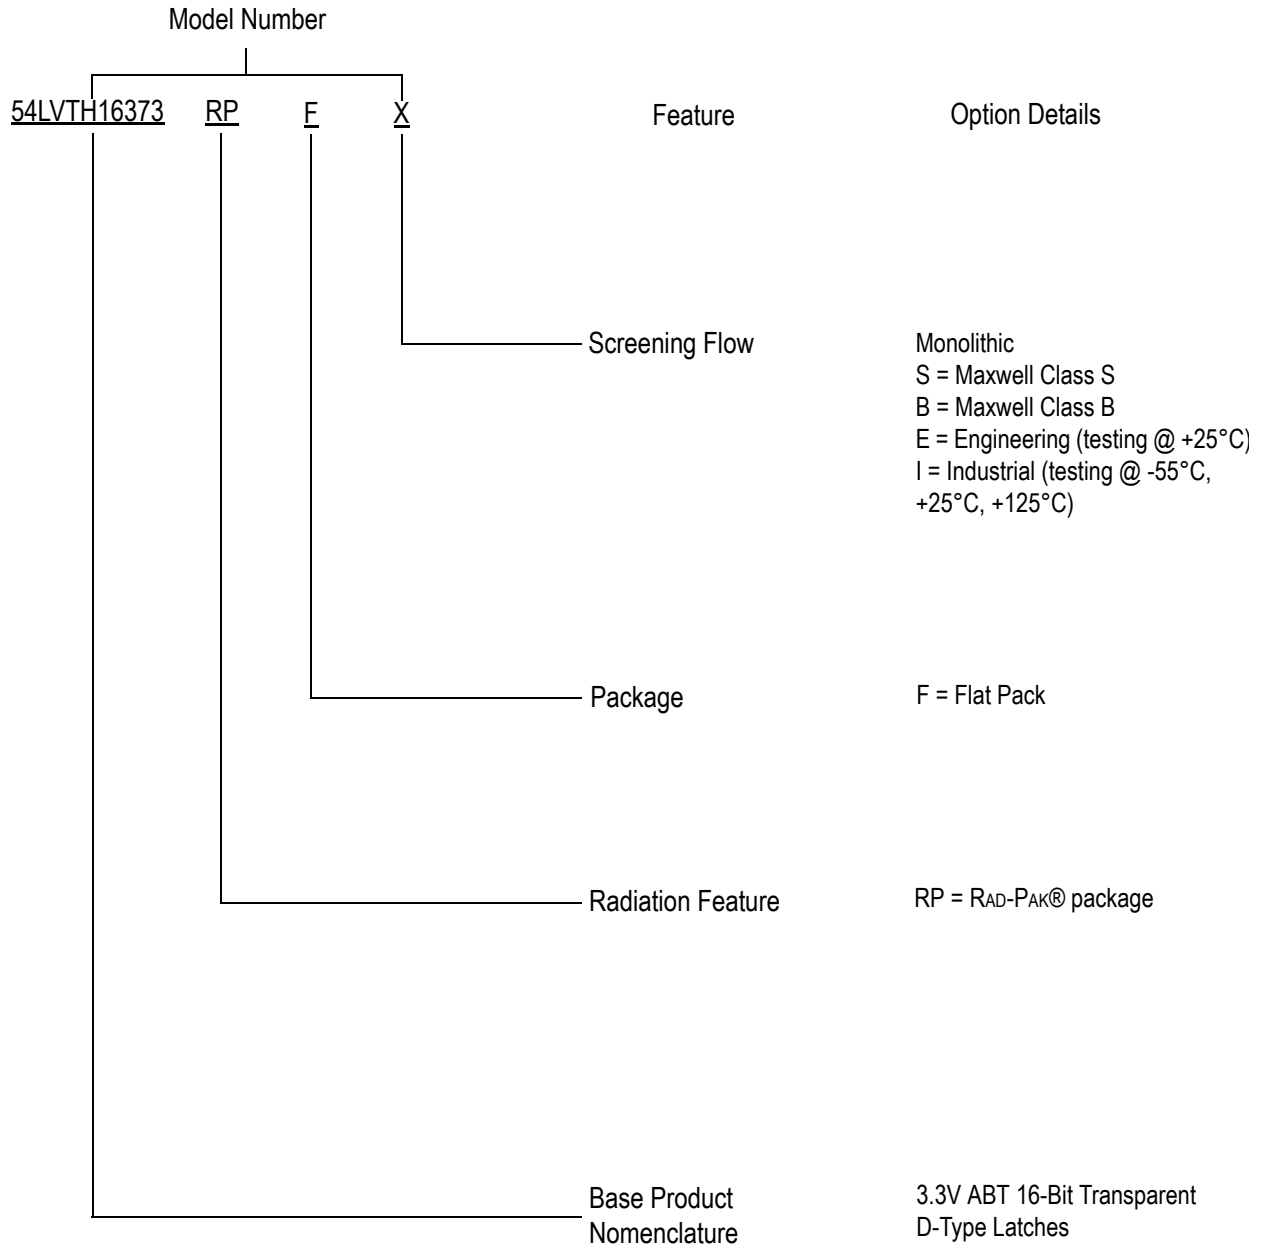 Model Number
54LVTH16373 RP F X Feature Option Details
Screening Flow Monolithic
S = Maxwell Class S
B = Maxwell Class B
E = Engineering (testing @ +25°C)
I = Industrial (testing @ -55°C,
+25°C, +125°C)
Package F = Flat Pack
Radiation Feature RP = RAD-PAK® package
Base Product 3.3V ABT 16-Bit Transparent
Nomenclature D-Type Latches